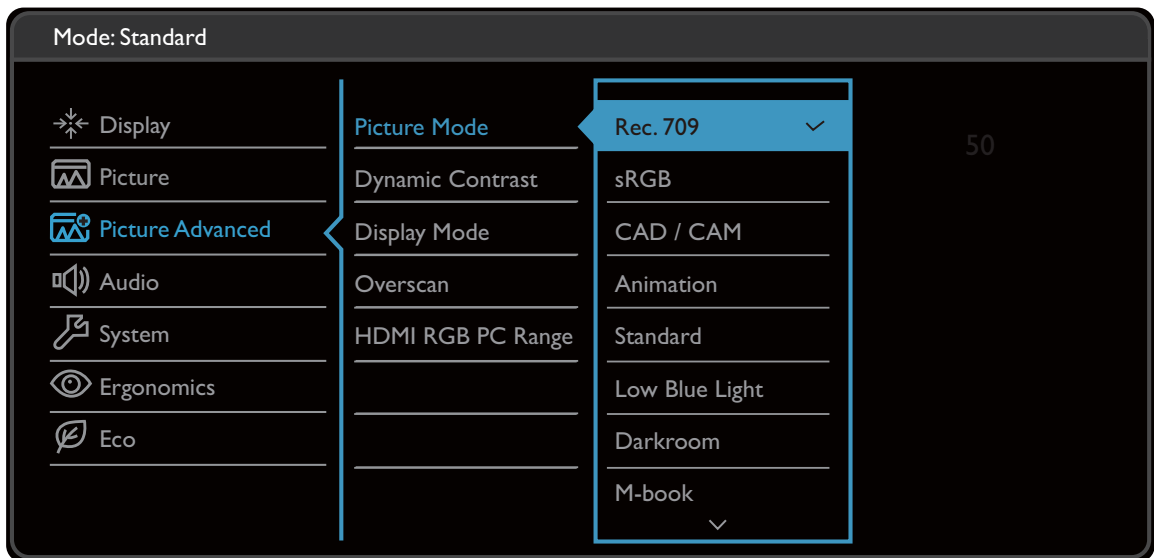 Mode: Standard
Display
Picture
Picture Advanced
Audio
System
Ergonomics
Eco
Picture Mode
Dynamic Contrast
Display Mode
Overscan
HDMI RGB PC Range
Rec. 709
sRGB
CAD / CAM
Animation
Standard
Low Blue Light
Darkroom
M-book
50